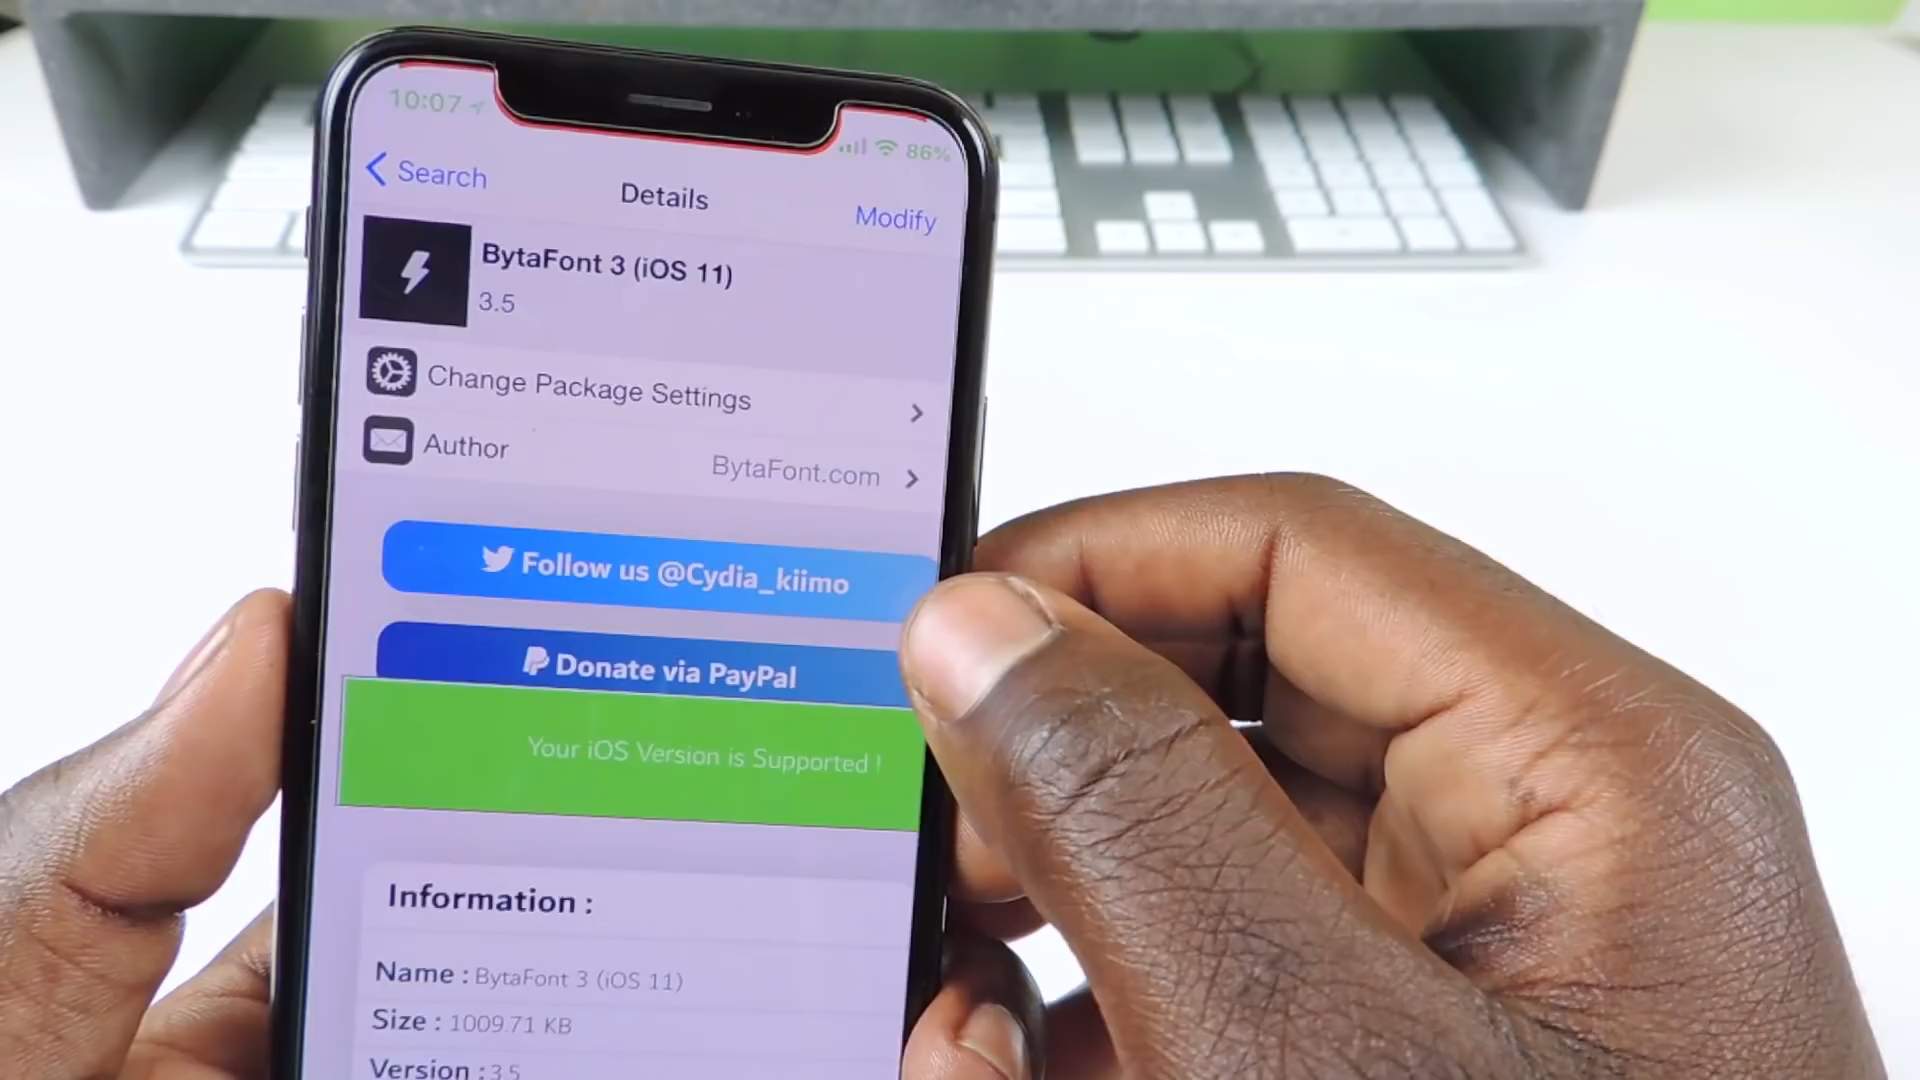 10:07
86%
Search
Details
Modify
BytaFont 3 (iOS 11)
3.5
Change Package Settings
Author
BytaFont.com
Follow us @Cydia_kiimo
Donate via PayPal
Your iOS Version is Supported !
Information :
Name : BytaFont 3 (iOS 11)
Size : 1009.71 KB
Version : 3.5